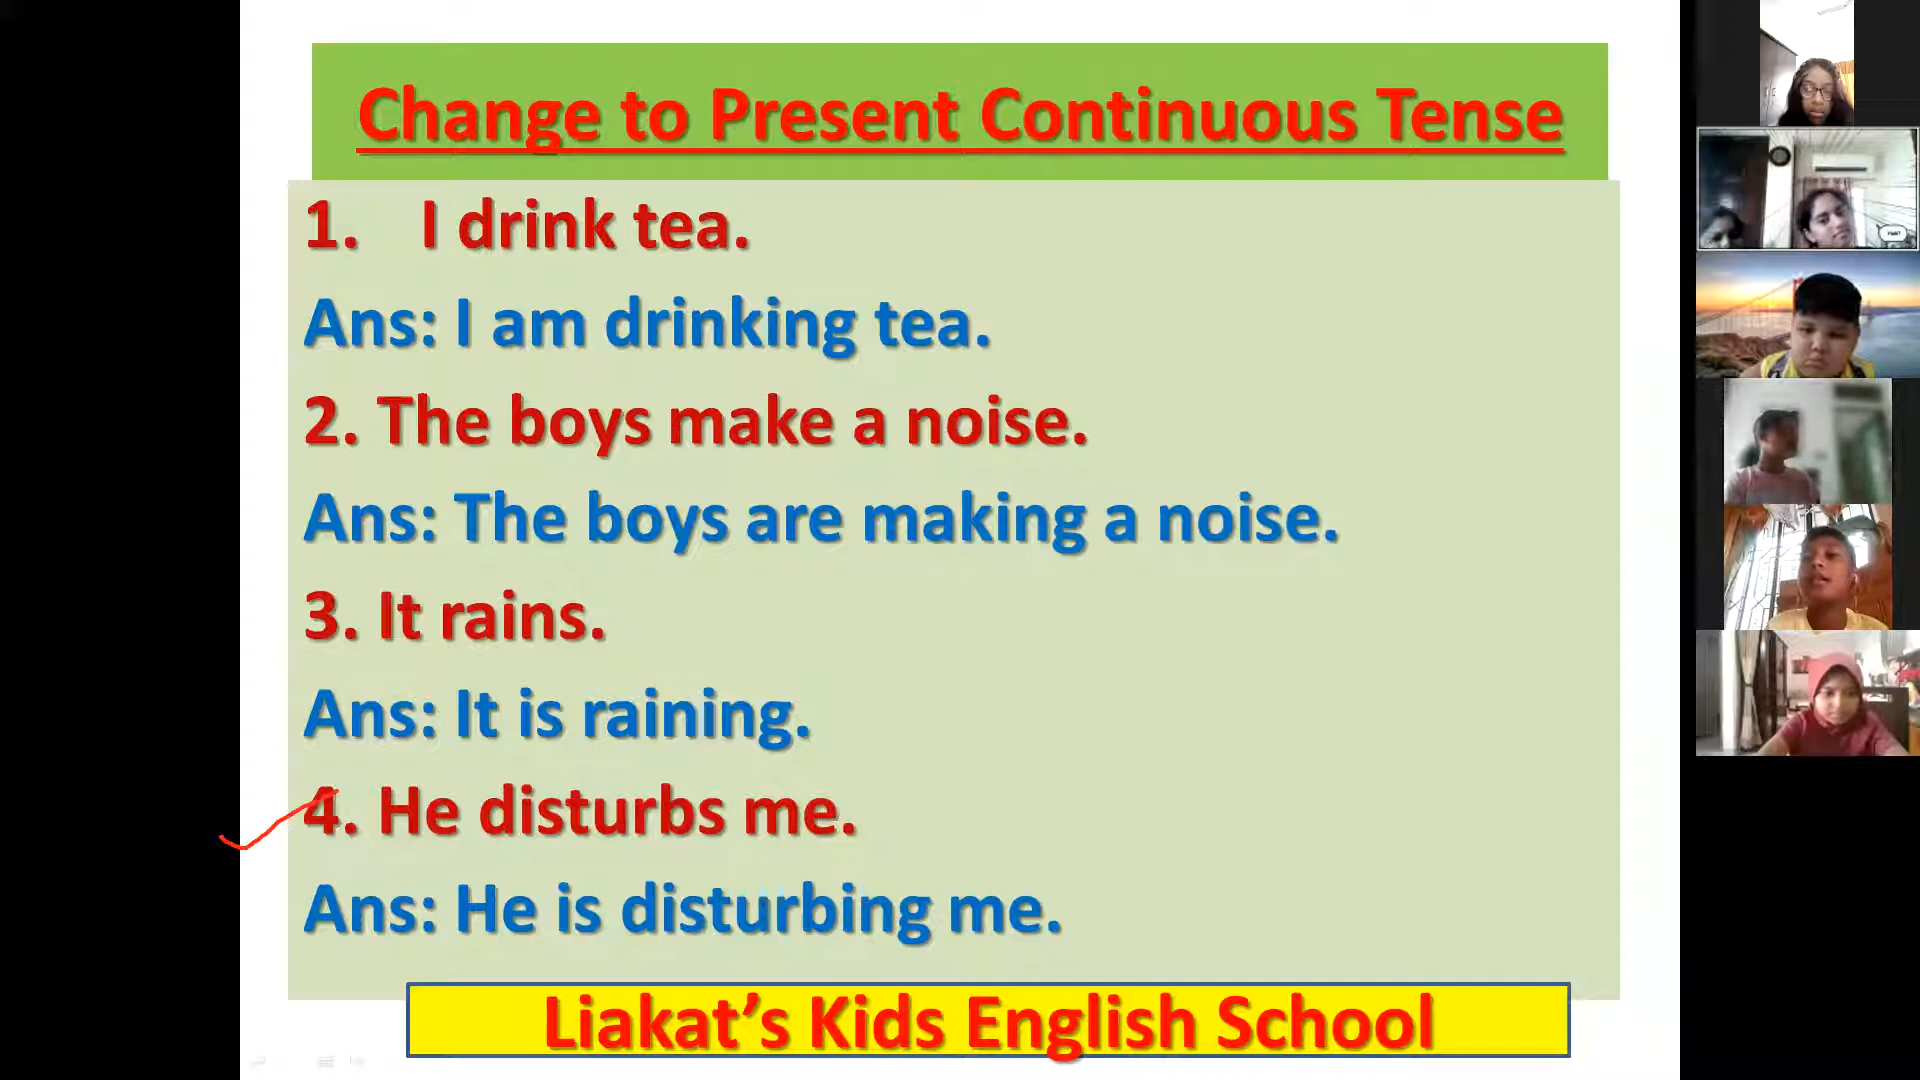 Change to Present Continuous Tense
1. I drink tea.
Ans: I am drinking tea.
2. The boys make a noise.
Ans: The boys are making a noise.
3. It rains.
Ans: It is raining.
4. He disturbs me.
Ans: He is disturbing me.
Liakat's Kids English School